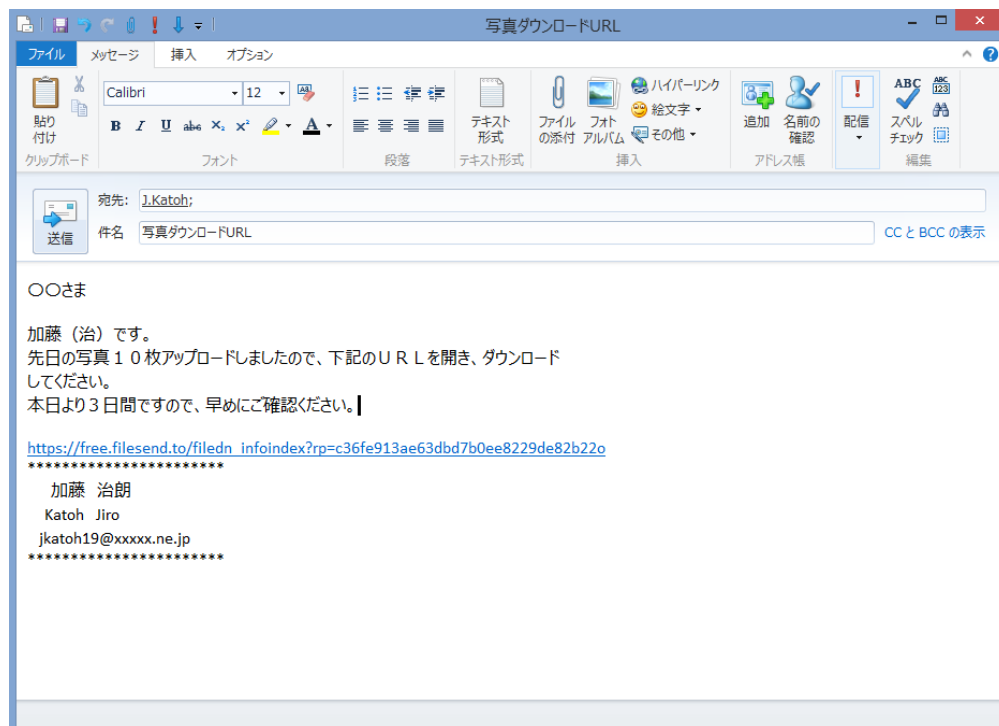 写真ダウンロードURL
ファイル メッセージ 挿入 オプション
Calibri 12
ハイパーリンク
絵文字
その他
貼り付け
B I U abc X₂ X² A
テキスト形式
ファイルの添付
フォトアルバム
追加
名前の確認
配信
ABC
スペルチェック
ABC
123
クリップボード フォント 段落 テキスト形式 挿入 アドレス帳 編集
宛先: J.Katoh;
送信
件名 写真ダウンロードURL CC と BCC の表示
〇〇さま
加藤（治）です。
先日の写真１０枚アップロードしましたので、下記のＵＲＬを開き、ダウンロード
してください。
本日より３日間ですので、早めにご確認ください。
https://free.filesend.to/filedn_infoindex?rp=c36fe913ae63dbd7b0ee8229de82b22o
***********************
加藤 治朗
Katoh Jiro
jkatoh19@xxxxx.ne.jp
***********************